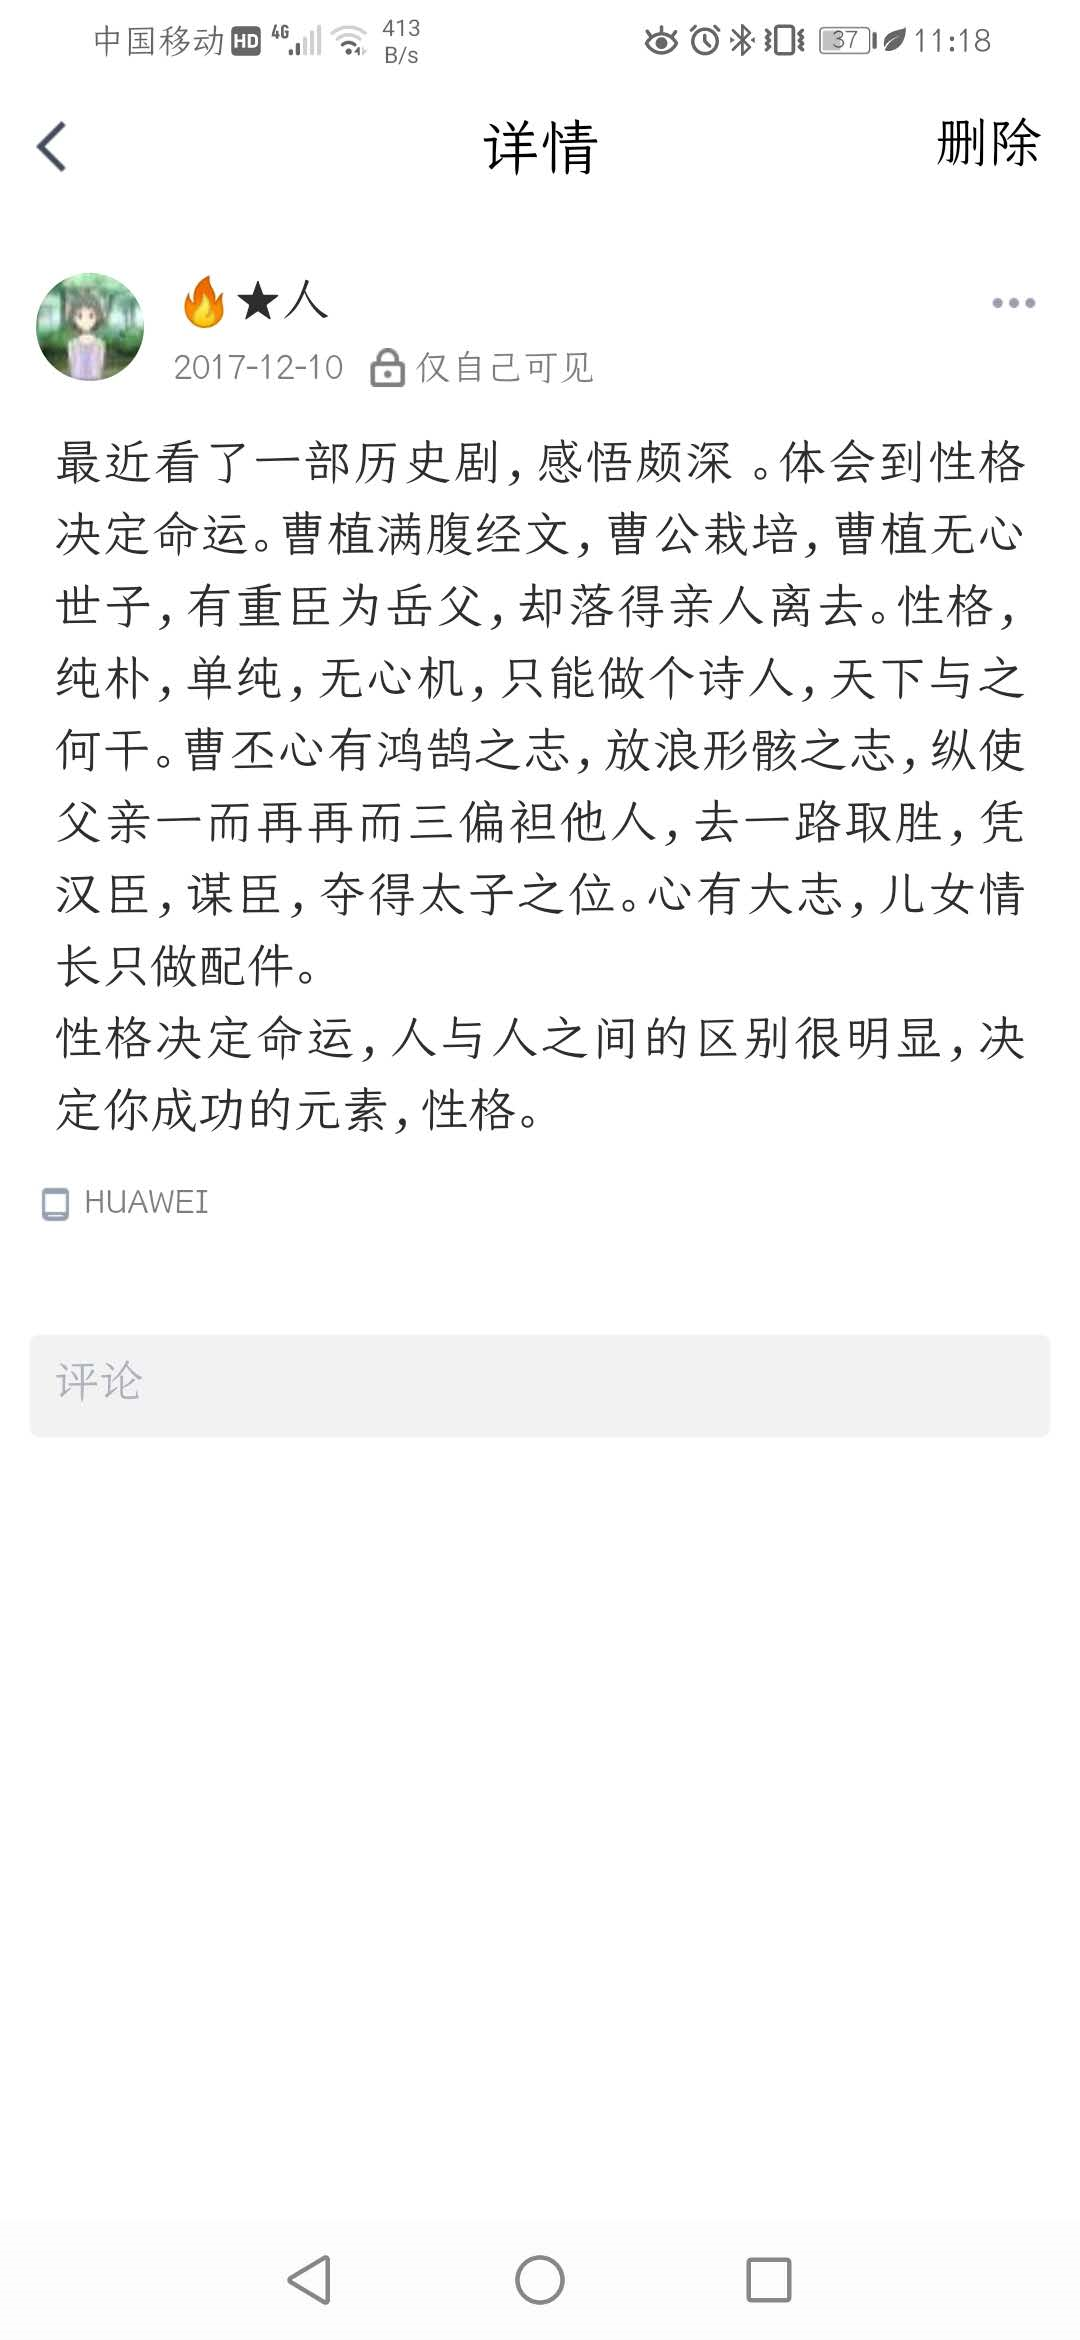 中国移动 HD 4G 413 B/s 37 11:18
详情 删除
🔥★人
2017-12-10 仅自己可见
最近看了一部历史剧,感悟颇深 。体会到性格
决定命运。曹植满腹经文,曹公栽培,曹植无心
世子,有重臣为岳父,却落得亲人离去。性格,
纯朴,单纯,无心机,只能做个诗人,天下与之
何干。曹丕心有鸿鹄之志,放浪形骸之志,纵使
父亲一而再再而三偏袒他人,去一路取胜,凭
汉臣,谋臣,夺得太子之位。心有大志,儿女情
长只做配件。
性格决定命运,人与人之间的区别很明显,决
定你成功的元素,性格。
HUAWEI
评论